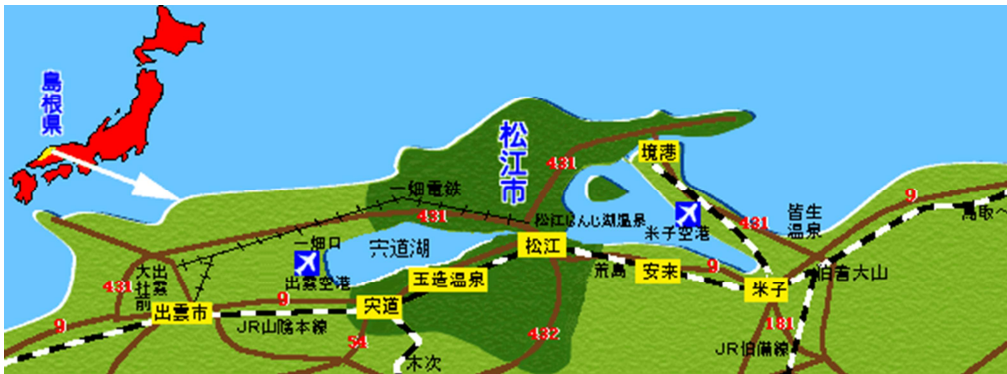 島根県
松江市
境港
431
9
一畑電鉄
431
松江しんじ湖温泉
米子空港
431
皆生
温泉
鳥取
一畑口
宍道湖
松江
荒島
安来
9
米子
伯耆大山
出雲
大社前
431
出雲空港
玉造温泉
9
出雲市
9
宍道
JR山陰本線
54
木次
432
181
JR伯備線